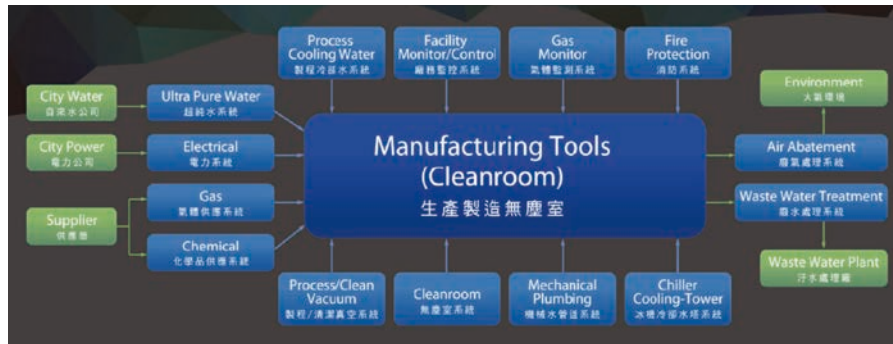 Process
Cooling Water
製程冷卻水系統
Facility
Monitor/Control
廠務監控系統
Gas
Monitor
氣體監測系統
Fire
Protection
消防系統
City Water
自來水公司
Ultra Pure Water
超純水系統
City Power
電力公司
Electrical
電力系統
Supplier
供應商
Gas
氣體供應系統
Chemical
化學品供應系統
Manufacturing Tools
(Cleanroom)
生產製造無塵室
Environment
大氣環境
Air Abatement
廢氣處理系統
Waste Water Treatment
廢水處理系統
Waste Water Plant
汙水處理廠
Process/Clean
Vacuum
製程/清潔真空系統
Cleanroom
無塵室系統
Mechanical
Plumbing
機械水管道系統
Chiller
Cooling-Tower
冰機冷卻水塔系統